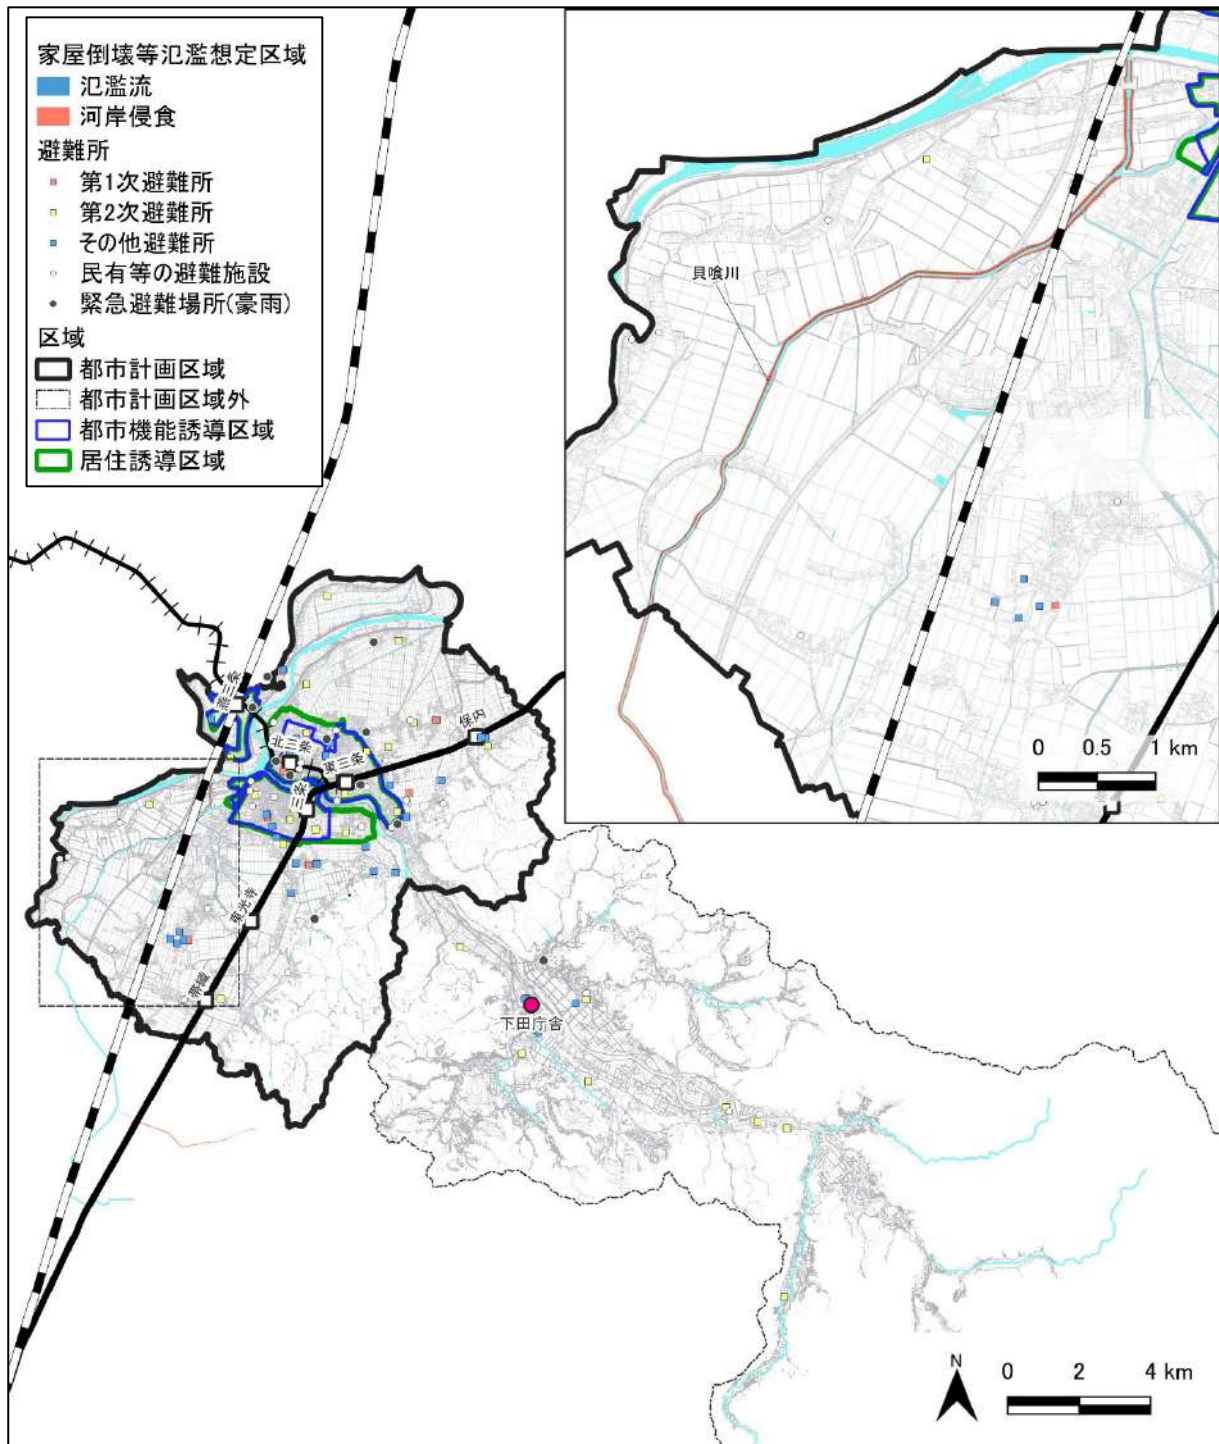 家屋倒壊等氾濫想定区域
氾濫流
河岸侵食
避難所
第1次避難所
第2次避難所
その他避難所
民有等の避難施設
緊急避難場所(豪雨)
区域
都市計画区域
都市計画区域外
都市機能誘導区域
居住誘導区域
貝喰川
0 0.5 1 km
燕三条
北三条
東三条
三条
保内
東光寺
帯織
下田庁舎
N
0 2 4 km